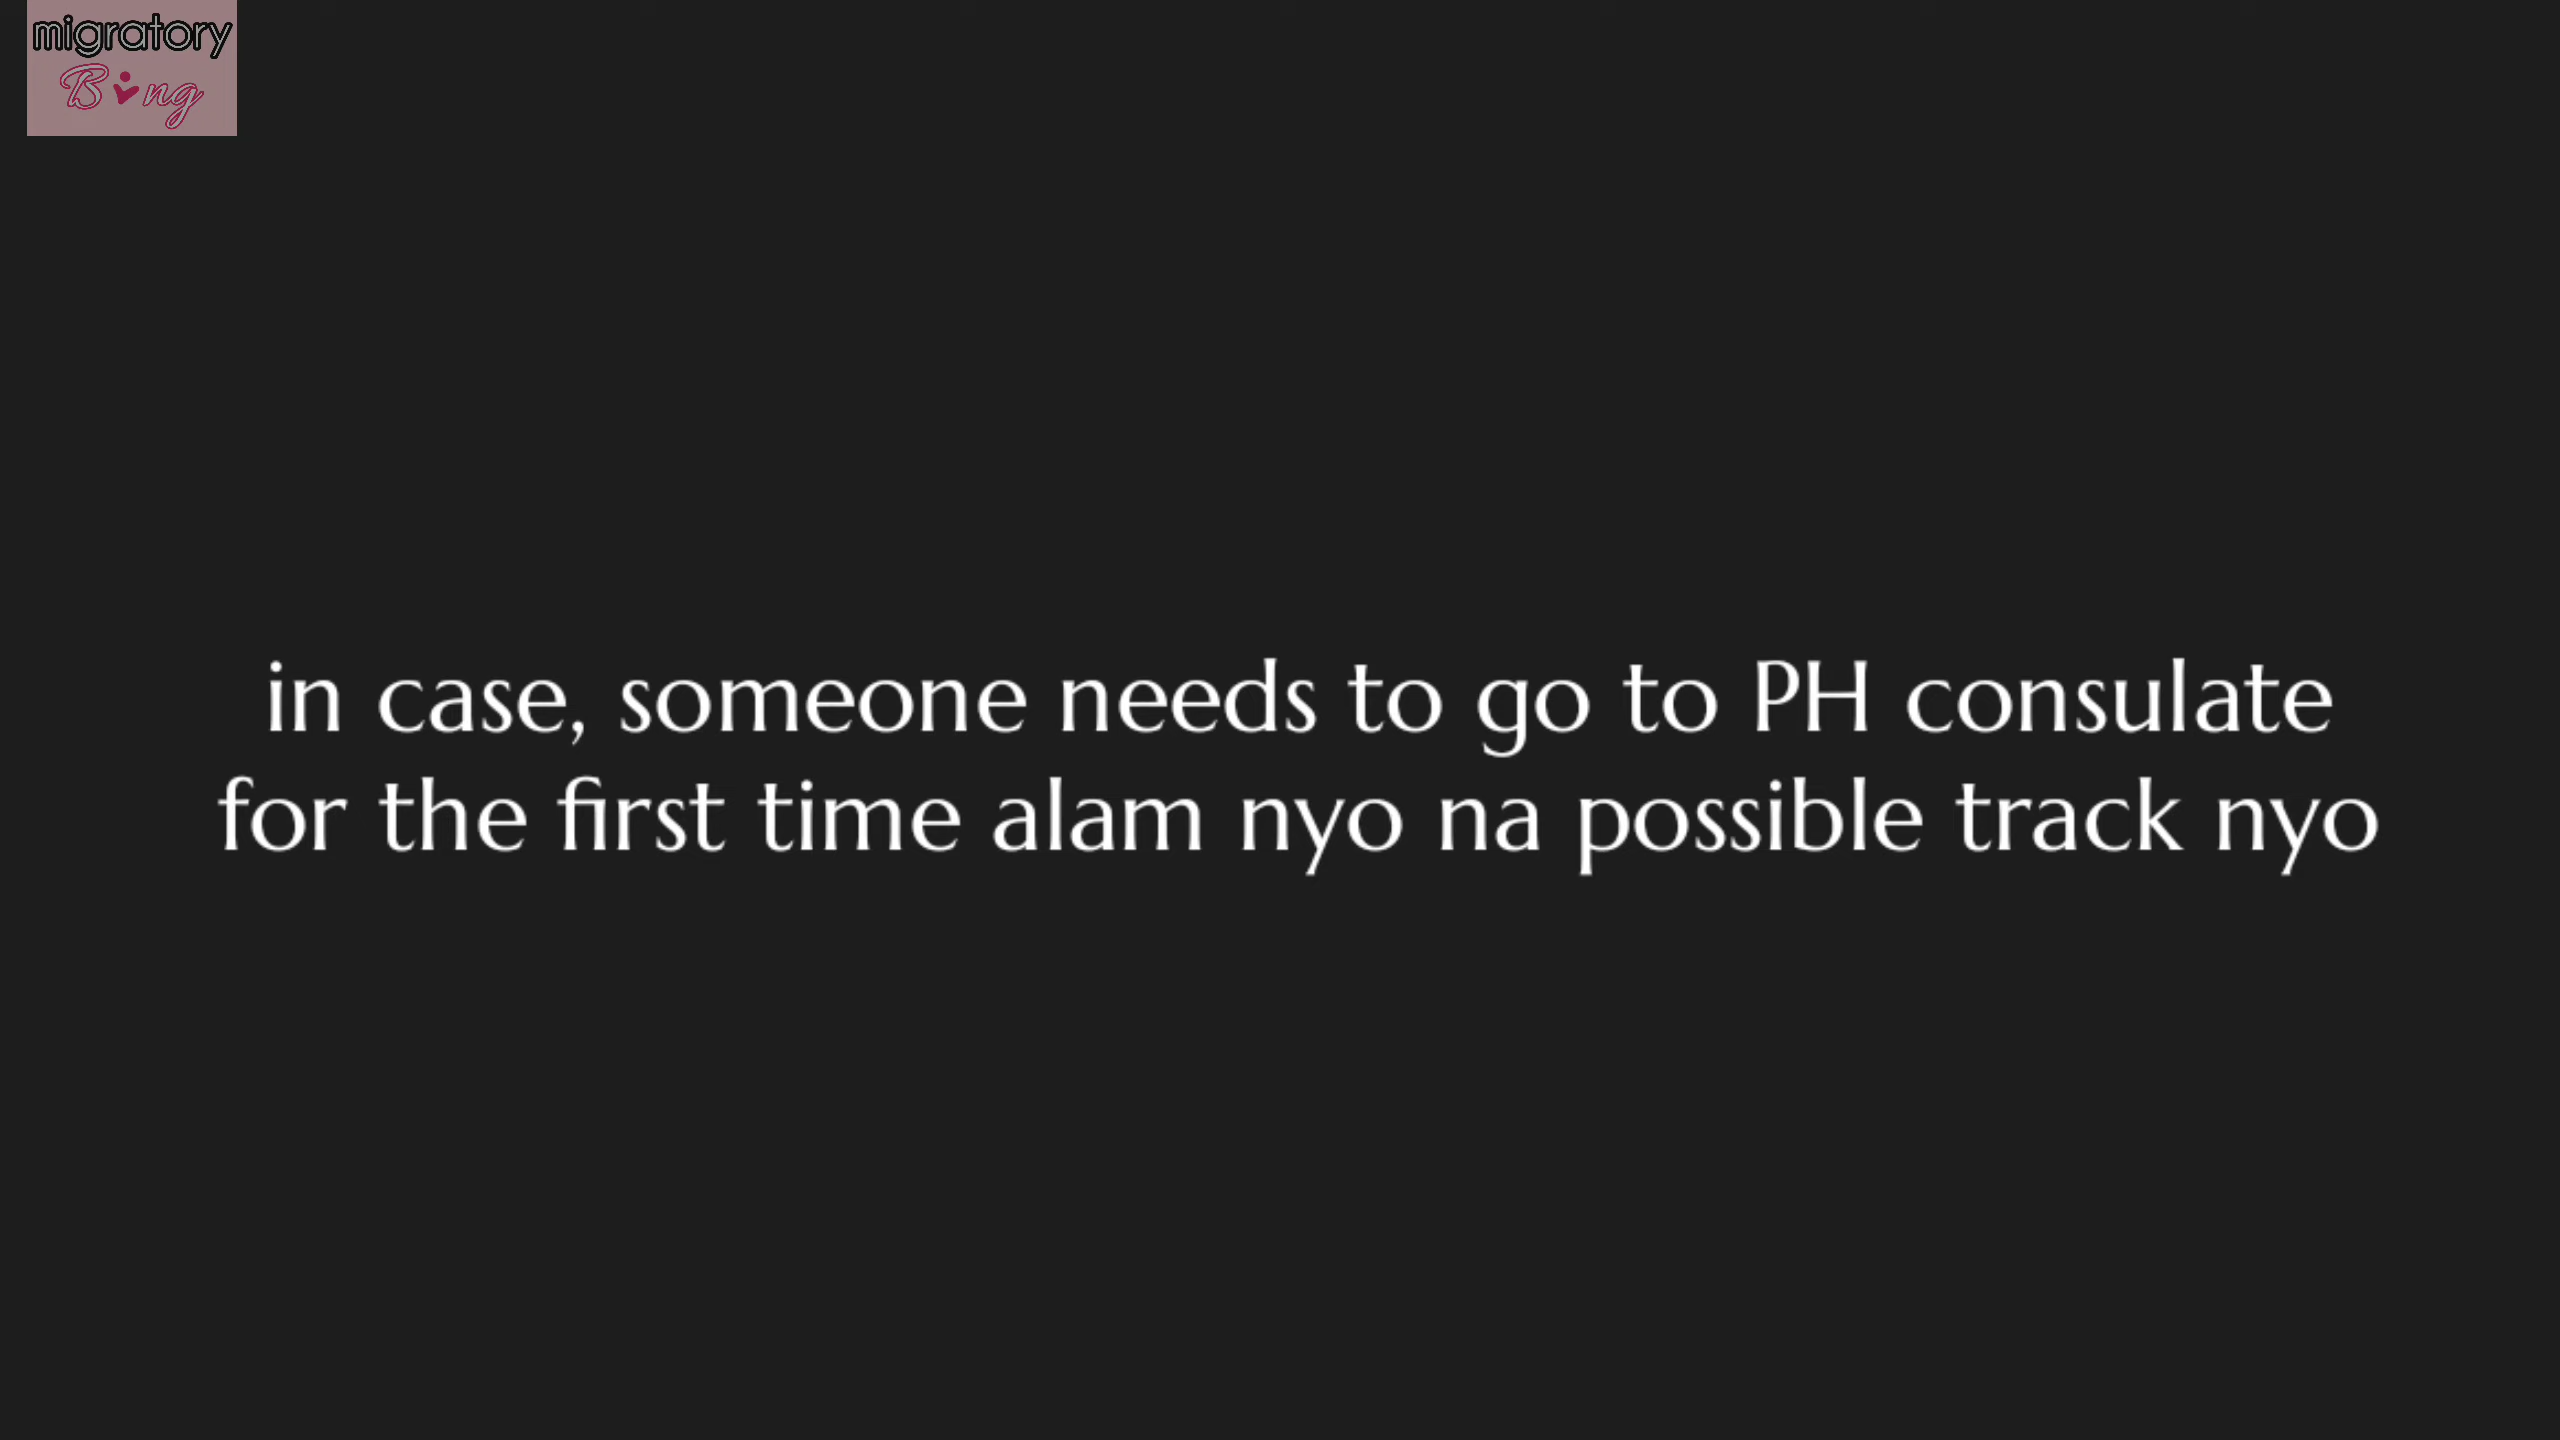 migratory
Bing
in case, someone needs to go to PH consulate
for the first time alam nyo na possible track nyo